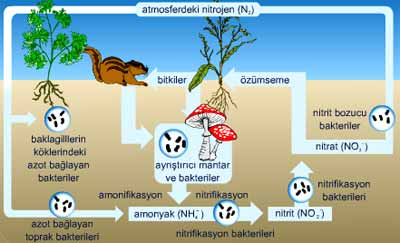 atmosferdeki nitrojen (N₂)
bitkiler
özümseme
nitrit bozucu
bakteriler
baklagilllerin
köklerindeki
azot bağlayan
bakteriler
ayrıştırıcı mantar
ve bakteriler
nitrat (NO₃⁻)
amonifikasyon
nitrifikasyon
nitrifikasyon
bakterileri
azot bağlayan
toprak bakterileri
amonyak (NH₄⁺)
nitrit (NO₂⁻)
nitrifikasyon bakterileri